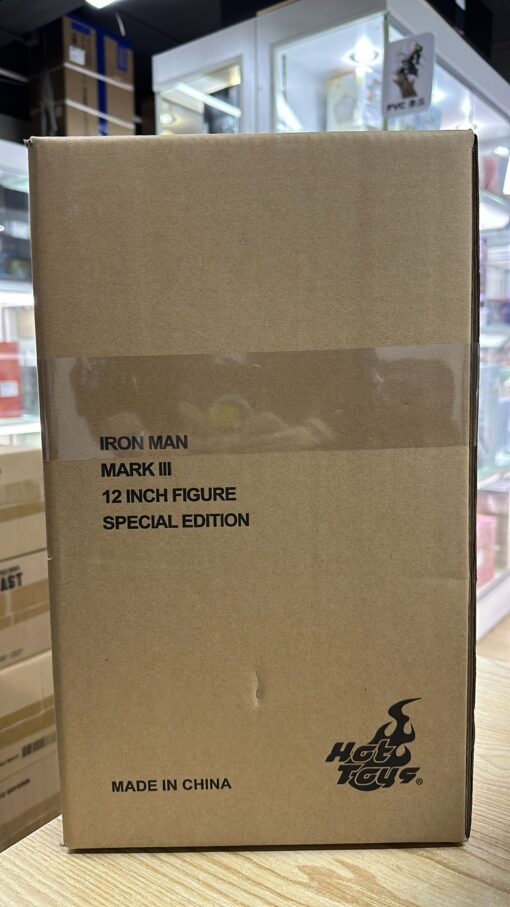 IRON MAN
MARK III
12 INCH FIGURE
SPECIAL EDITION
MADE IN CHINA
Hot
Toys®